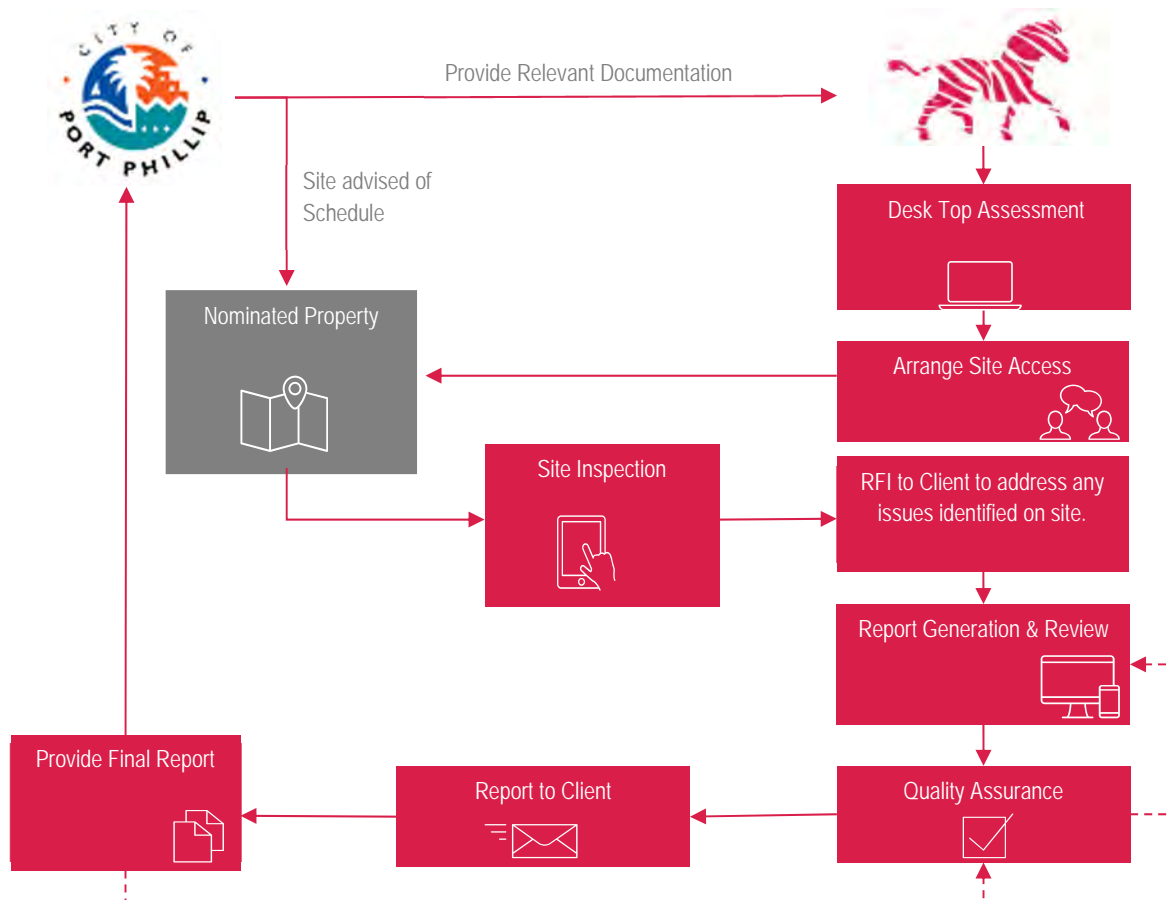 CITY OF
PORT PHILLIP
Provide Relevant Documentation
Site advised of
Schedule
Desk Top Assessment
Nominated Property
Arrange Site Access
Site Inspection
RFI to Client to address any
issues identified on site.
Report Generation & Review
Provide Final Report
Report to Client
Quality Assurance